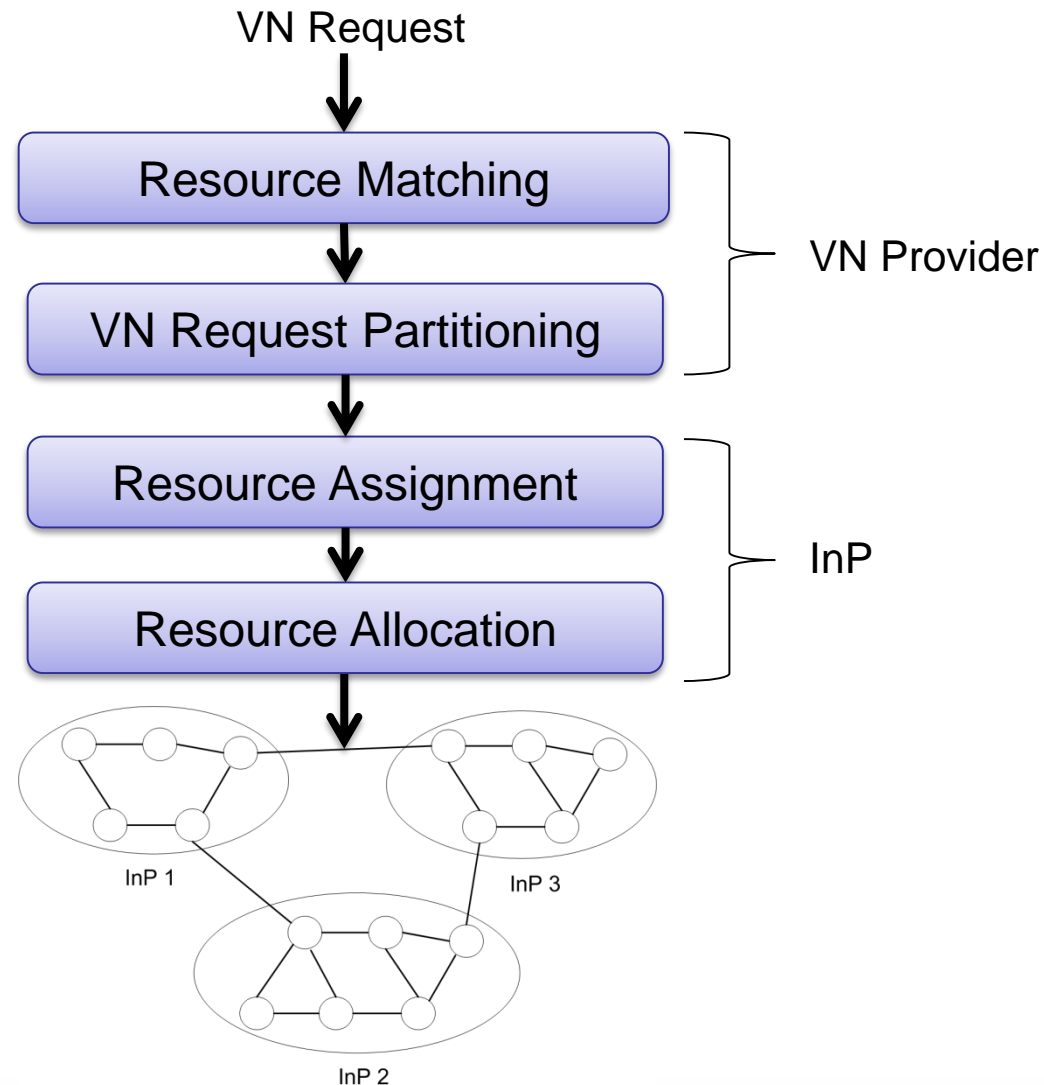 VN Request
Resource Matching
VN Provider
VN Request Partitioning
Resource Assignment
InP
Resource Allocation
InP 1
InP 3
InP 2